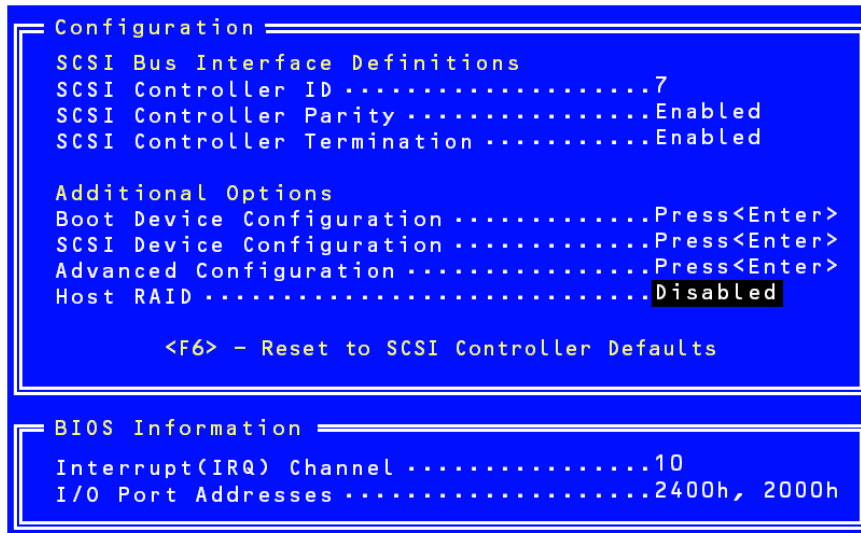 Configuration
SCSI Bus Interface Definitions
SCSI Controller ID ····················7
SCSI Controller Parity ················Enabled
SCSI Controller Termination ···········Enabled
Additional Options
Boot Device Configuration ·············Press<Enter>
SCSI Device Configuration ·············Press<Enter>
Advanced Configuration ················Press<Enter>
Host RAID ·····························Disabled
<F6> – Reset to SCSI Controller Defaults
BIOS Information
Interrupt(IRQ) Channel ················10
I/O Port Addresses ····················2400h, 2000h